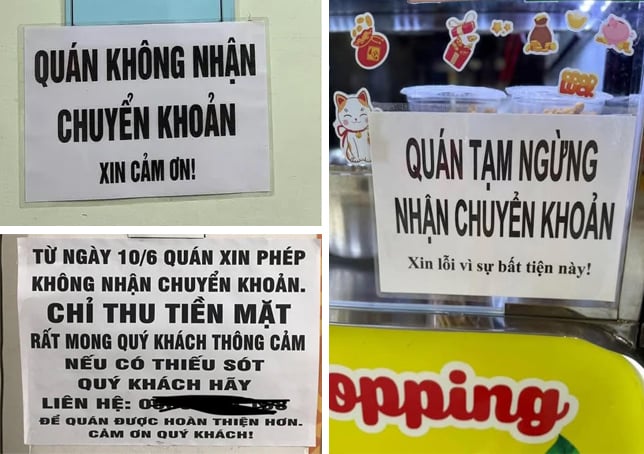 QUÁN KHÔNG NHẬN
CHUYỂN KHOẢN
XIN CẢM ƠN!
TỪ NGÀY 10/6 QUÁN XIN PHÉP
KHÔNG NHẬN CHUYỂN KHOẢN.
CHỈ THU TIỀN MẶT
RẤT MONG QUÝ KHÁCH THÔNG CẢM
NẾU CÓ THIẾU SÓT
QUÝ KHÁCH HÃY
LIÊN HỆ:
ĐỂ QUÁN ĐƯỢC HOÀN THIỆN HƠN.
CẢM ƠN QUÝ KHÁCH!
GOOD
LUCK
QUÁN TẠM NGỪNG
NHẬN CHUYỂN KHOẢN
Xin lỗi vì sự bất tiện này!
opping